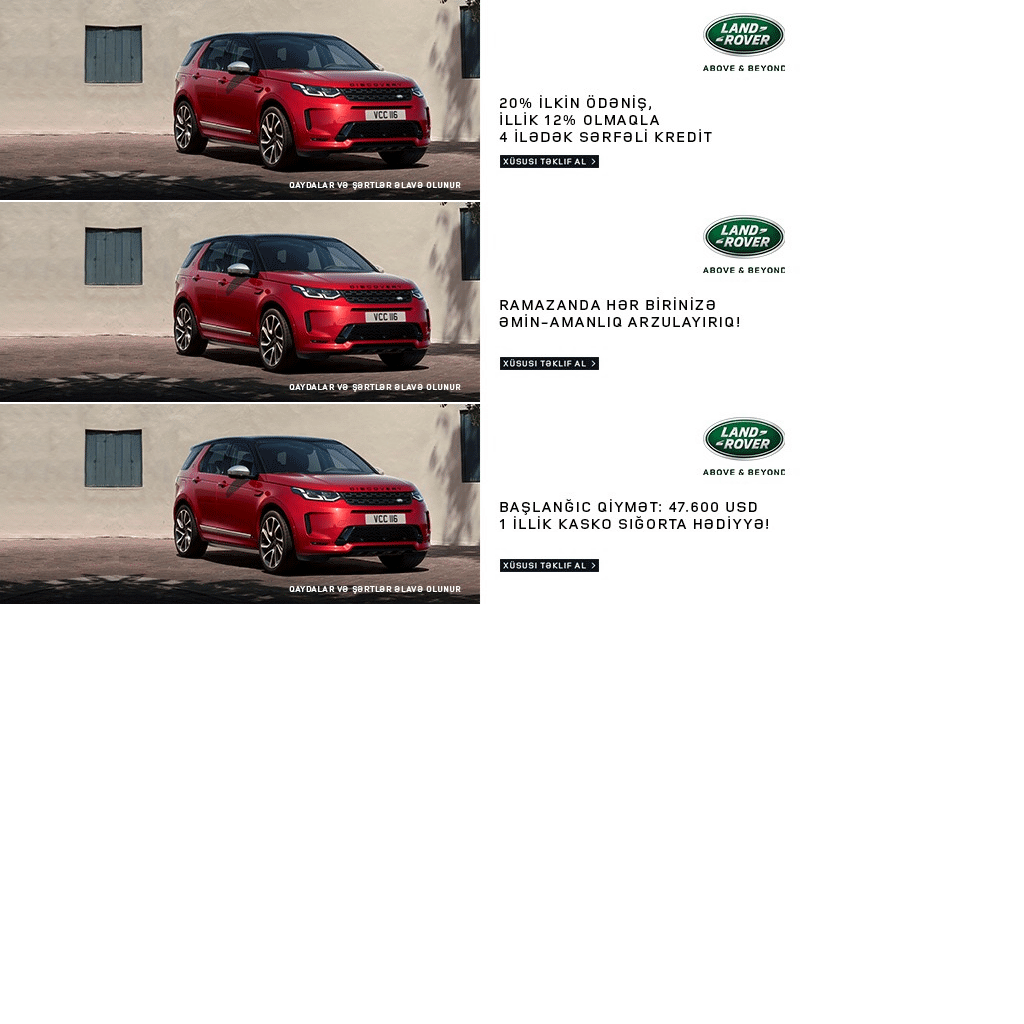 DISCOVERY
VCC 116
QAYDALAR VƏ ŞƏRTLƏR ƏLAVƏ OLUNUR
LAND-
-ROVER
ABOVE & BEYOND
20% İLKİN ÖDƏNİŞ,
İLLİK 12% OLMAQLA
4 İLƏDƏK SƏRFƏLİ KREDİT
XÜSUSI TƏKLIF AL >
DISCOVERY
VCC 116
QAYDALAR VƏ ŞƏRTLƏR ƏLAVƏ OLUNUR
LAND-
-ROVER
ABOVE & BEYOND
RAMAZANDA HƏR BİRİNİZƏ
ƏMİN-AMANLIQ ARZULAYIRIQ!
XÜSUSI TƏKLIF AL >
DISCOVERY
VCC 116
QAYDALAR VƏ ŞƏRTLƏR ƏLAVƏ OLUNUR
LAND-
-ROVER
ABOVE & BEYOND
BAŞLANĞIC QİYMƏT: 47.600 USD
1 İLLİK KASKO SIĞORTA HƏDİYYƏ!
XÜSUSI TƏKLIF AL >